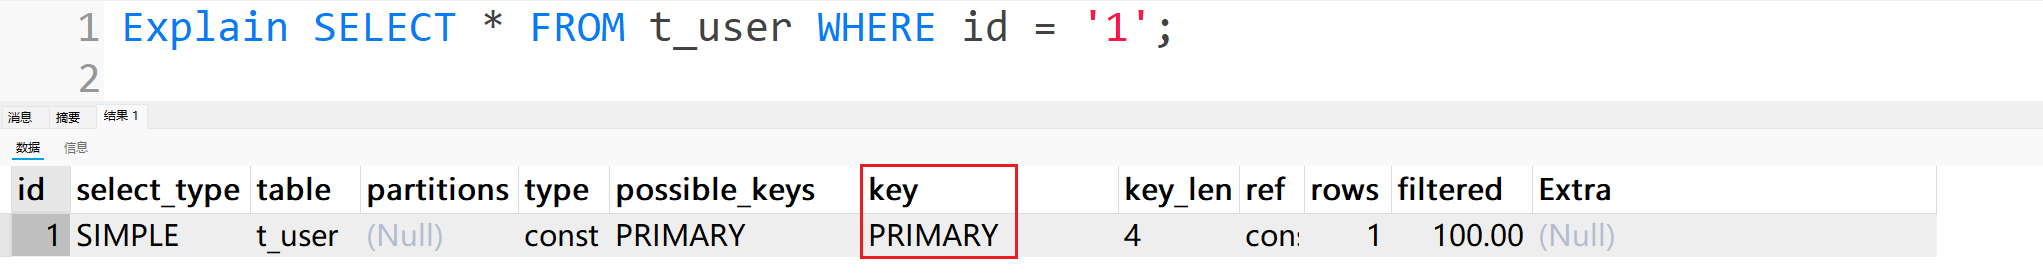 1 Explain SELECT * FROM t_user WHERE id = '1';
2
消息 摘要 结果 1
数据 信息
id select_type table partitions type possible_keys key key_len ref rows filtered Extra
1 SIMPLE t_user (Null) const PRIMARY PRIMARY 4 con 1 100.00 (Null)